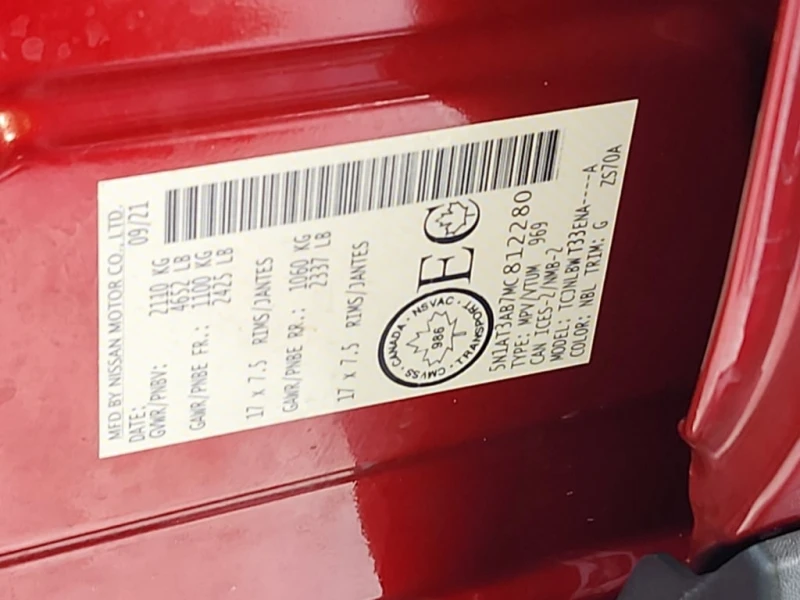 MFD BY NISSAN MOTOR CO., LTD.
DATE: 09/21
GVWR/PNBV: 2110 KG
4652 LB
GAWR/PNBE FR.: 1100 KG
2425 LB
17 X 7.5 RIMS/JANTES
GAWR/PNBE RR.: 1060 KG
2337 LB
17 X 7.5 RIMS/JANTES
CANADA · NSVAC · TRANSPORT · CMVSS ·
986
EC
5N1AT3AB7MC812280
TYPE: MPV/VTUM 969
CAN ICES-2/NMB-2
MODEL: TCJNLBW T33ENA----A
COLOR: NBL TRIM: G ZS70A